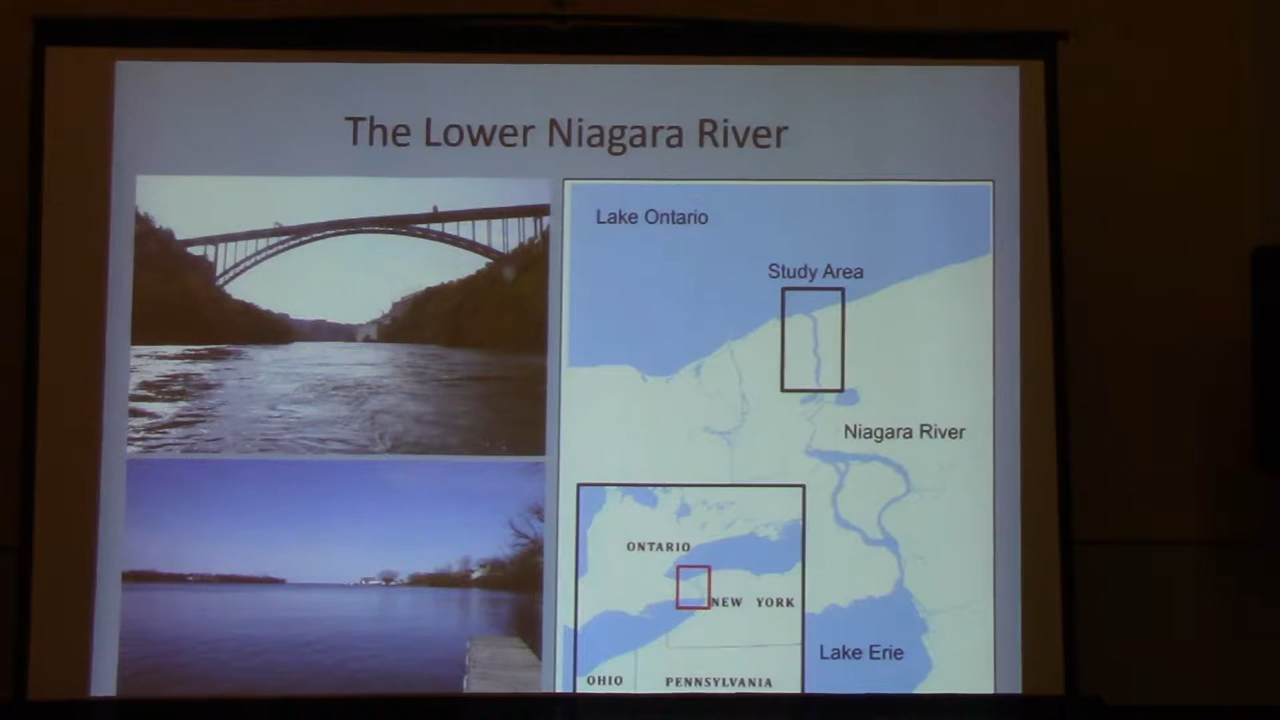 The Lower Niagara River
Lake Ontario
Study Area
Niagara River
ONTARIO
NEW YORK
Lake Erie
OHIO
PENNSYLVANIA